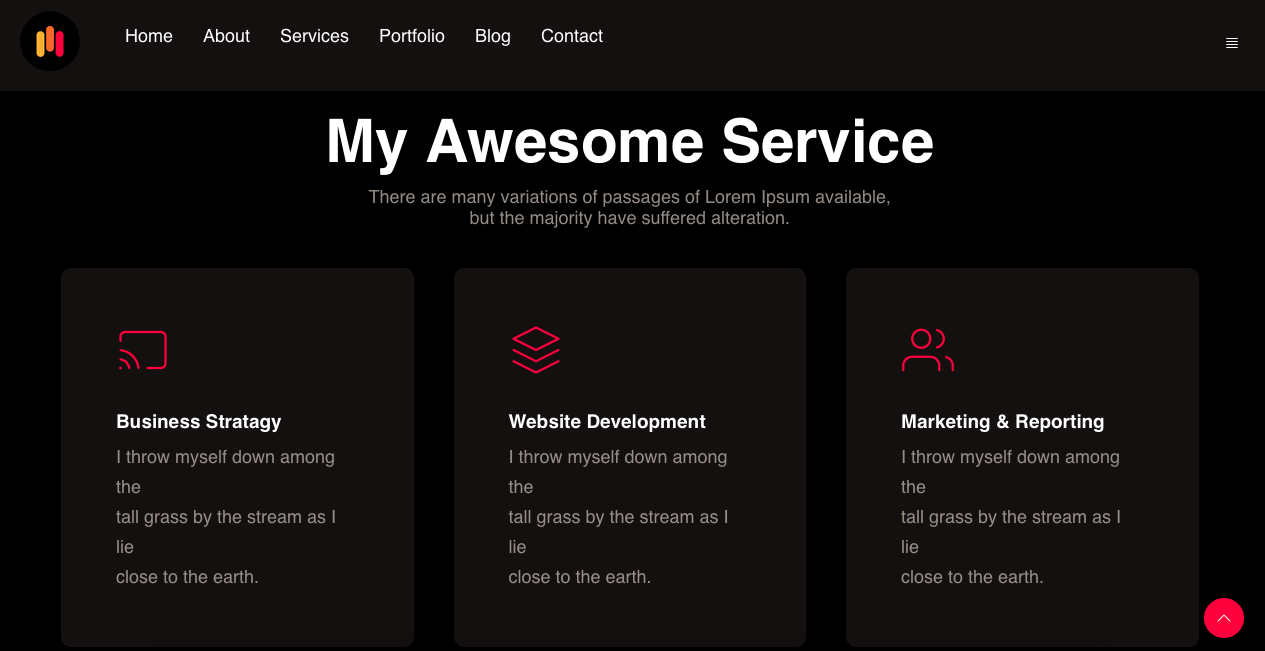 Home About Services Portfolio Blog Contact
My Awesome Service
There are many variations of passages of Lorem Ipsum available,
but the majority have suffered alteration.
Business Stratagy
I throw myself down among
the
tall grass by the stream as I
lie
close to the earth.
Website Development
I throw myself down among
the
tall grass by the stream as I
lie
close to the earth.
Marketing & Reporting
I throw myself down among
the
tall grass by the stream as I
lie
close to the earth.